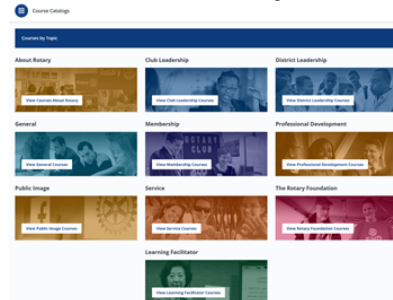 Course Catalogs
Courses by Topic
About Rotary
Club Leadership
District Leadership
View Courses About Rotary
View Club Leadership Courses
View District Leadership Courses
General
Membership
Professional Development
ROTARY
CLUB
View General Courses
View Membership Courses
View Professional Development Courses
Public Image
Service
The Rotary Foundation
View Public Image Courses
View Service Courses
View Rotary Foundation Courses
Learning Facilitator
View Learning Facilitator Courses